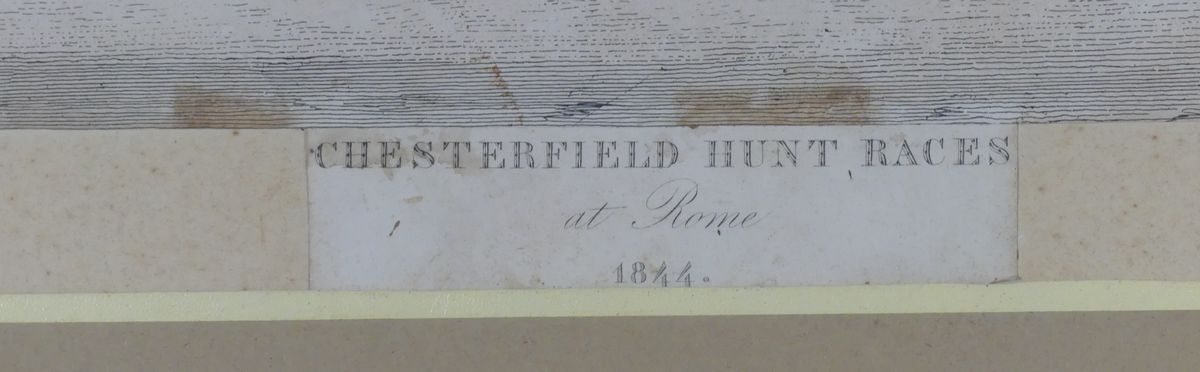 CHESTERFIELD HUNT RACES
at Rome
1844.